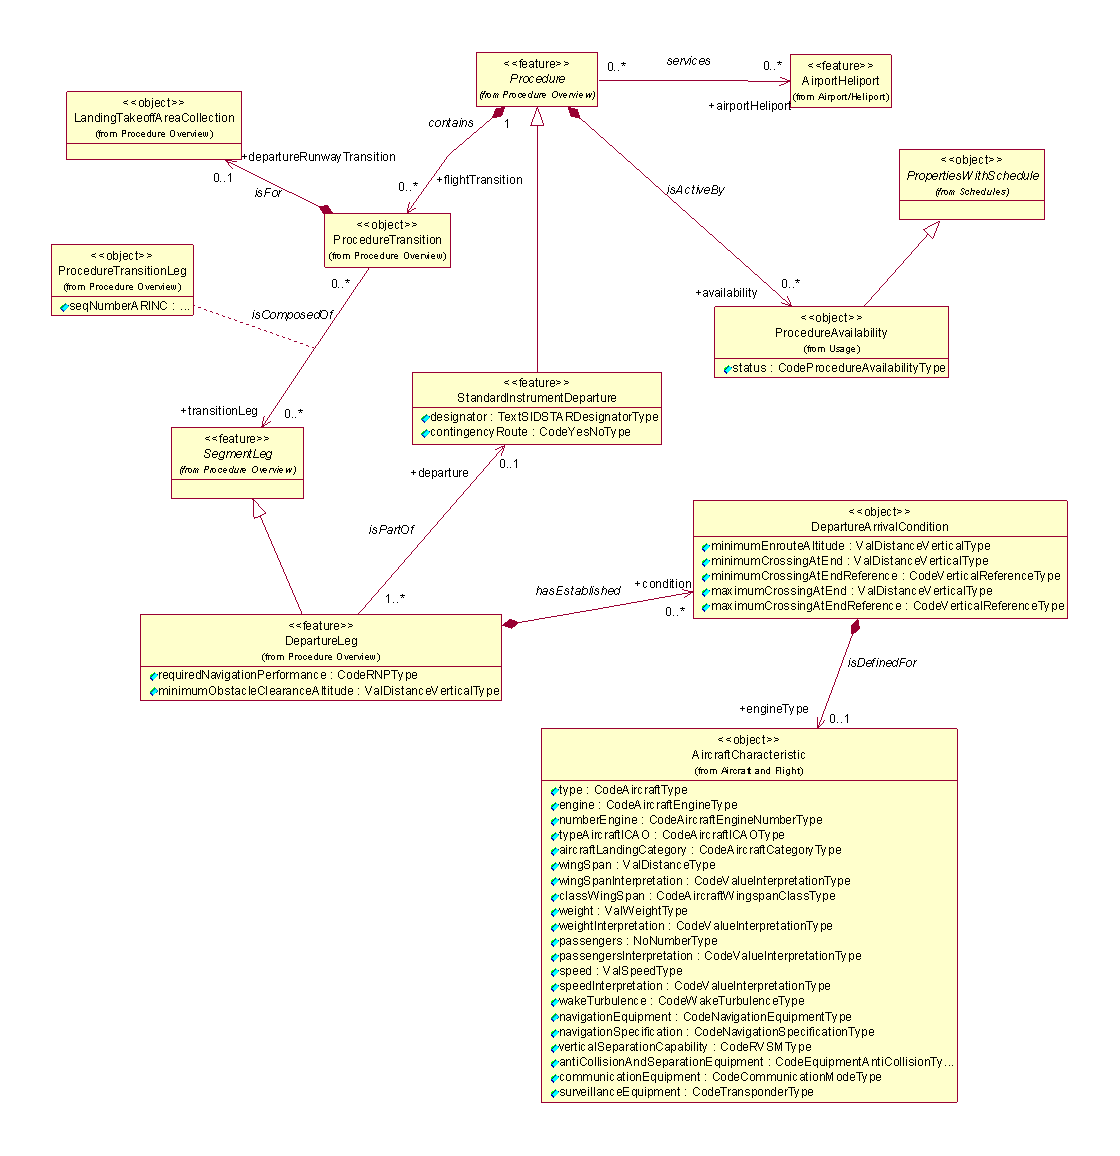 <<feature>>
Procedure
(from Procedure Overview)
0..*
services
0..*
+airportHeliport
<<feature>>
AirportHeliport
(from Airport/Heliport)
<<object>>
LandingTakeoffAreaCollection
(from Procedure Overview)
contains
1
+departureRunwayTransition
0..1
isFor
+flightTransition
0..*
isActiveBy
<<object>>
PropertiesWithSchedule
(from Schedules)
<<object>>
ProcedureTransition
(from Procedure Overview)
<<object>>
ProcedureTransitionLeg
(from Procedure Overview)
seqNumberARINC : ...
0..*
isComposedOf
0..*
+availability
<<object>>
ProcedureAvailability
(from Usage)
status : CodeProcedureAvailabilityType
<<feature>>
StandardInstrumentDeparture
designator : TextSIDSTARDesignatorType
contingencyRoute : CodeYesNoType
+transitionLeg
0..*
<<feature>>
SegmentLeg
(from Procedure Overview)
0..1
+departure
isPartOf
1..*
<<object>>
DepartureArrivalCondition
minimumEnrouteAltitude : ValDistanceVerticalType
minimumCrossingAtEnd : ValDistanceVerticalType
minimumCrossingAtEndReference : CodeVerticalReferenceType
maximumCrossingAtEnd : ValDistanceVerticalType
maximumCrossingAtEndReference : CodeVerticalReferenceType
hasEstablished
+condition
0..*
<<feature>>
DepartureLeg
(from Procedure Overview)
requiredNavigationPerformance : CodeRNPType
minimumObstacleClearanceAltitude : ValDistanceVerticalType
isDefinedFor
+engineType
0..1
<<object>>
AircraftCharacteristic
(from Aircraft and Flight)
type : CodeAircraftType
engine : CodeAircraftEngineType
numberEngine : CodeAircraftEngineNumberType
typeAircraftICAO : CodeAircraftICAOType
aircraftLandingCategory : CodeAircraftCategoryType
wingSpan : ValDistanceType
wingSpanInterpretation : CodeValueInterpretationType
classWingSpan : CodeAircraftWingspanClassType
weight : ValWeightType
weightInterpretation : CodeValueInterpretationType
passengers : NoNumberType
passengersInterpretation : CodeValueInterpretationType
speed : ValSpeedType
speedInterpretation : CodeValueInterpretationType
wakeTurbulence : CodeWakeTurbulenceType
navigationEquipment : CodeNavigationEquipmentType
navigationSpecification : CodeNavigationSpecificationType
verticalSeparationCapability : CodeRVSMType
antiCollisionAndSeparationEquipment : CodeEquipmentAntiCollisionTy...
communicationEquipment : CodeCommunicationModeType
surveillanceEquipment : CodeTransponderType